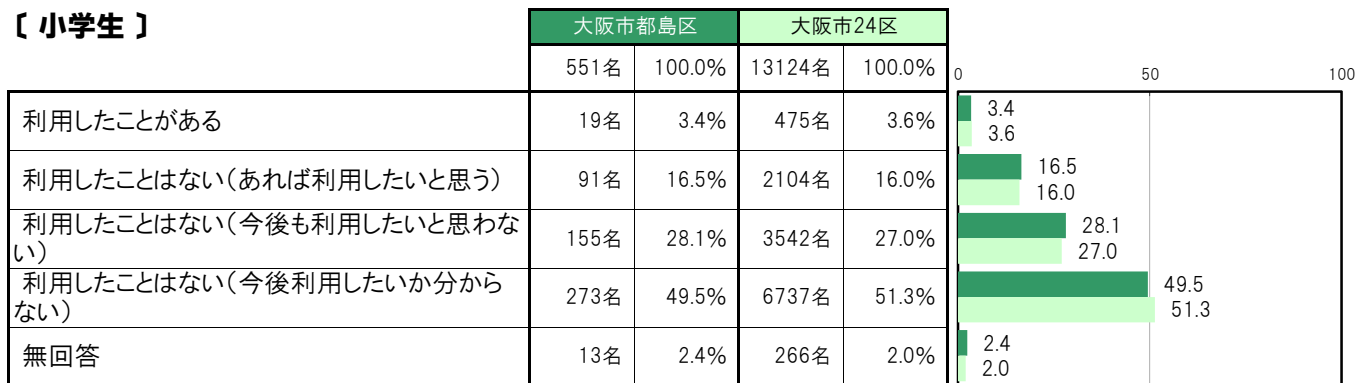 〔 小学生 〕
大阪市都島区 大阪市24区
551名 100.0% 13124名 100.0%
0 50 100
利用したことがある 19名 3.4% 475名 3.6%
3.4
3.6
利用したことはない（あれば利用したいと思う） 91名 16.5% 2104名 16.0%
16.5
16.0
利用したことはない（今後も利用したいと思わな
い） 155名 28.1% 3542名 27.0%
28.1
27.0
利用したことはない（今後利用したいか分から
ない） 273名 49.5% 6737名 51.3%
49.5
51.3
無回答 13名 2.4% 266名 2.0%
2.4
2.0